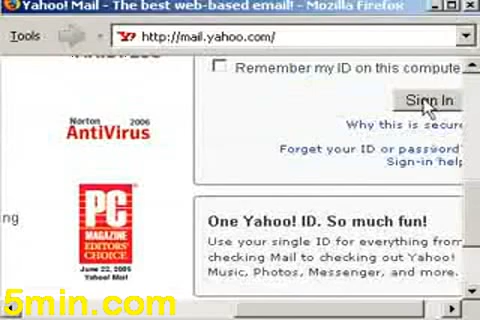 Yahoo! Mail - The best web-based email! - Mozilla Firefox
Tools
http://mail.yahoo.com/
Remember my ID on this compute
Sign In
Why this is secure
Forget your ID or password?
Sign-in help
Norton 2006
AntiVirus
PC
MAGAZINE
EDITORS'
CHOICE
June 22, 2005
Yahoo! Mail
ng
One Yahoo! ID. So much fun!
Use your single ID for everything from
checking Mail to checking out Yahoo!
Music, Photos, Messenger, and more.
5min.com